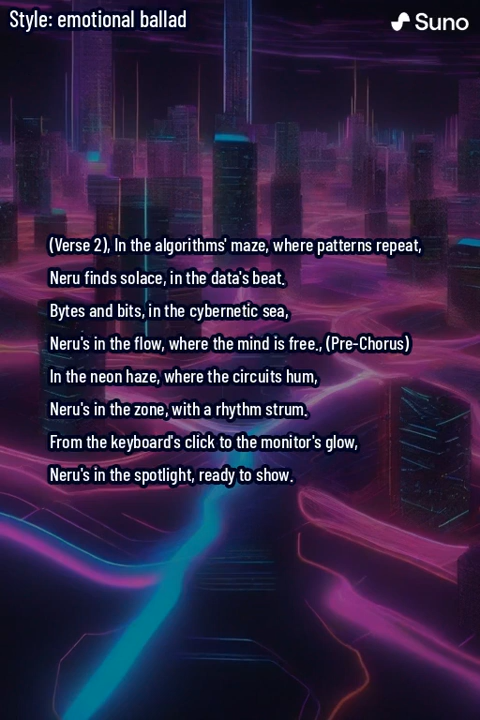 Style: emotional ballad
Suno
(Verse 2), In the algorithms' maze, where patterns repeat,
Neru finds solace, in the data's beat.
Bytes and bits, in the cybernetic sea,
Neru's in the flow, where the mind is free., (Pre-Chorus)
In the neon haze, where the circuits hum,
Neru's in the zone, with a rhythm strum.
From the keyboard's click to the monitor's glow,
Neru's in the spotlight, ready to show.